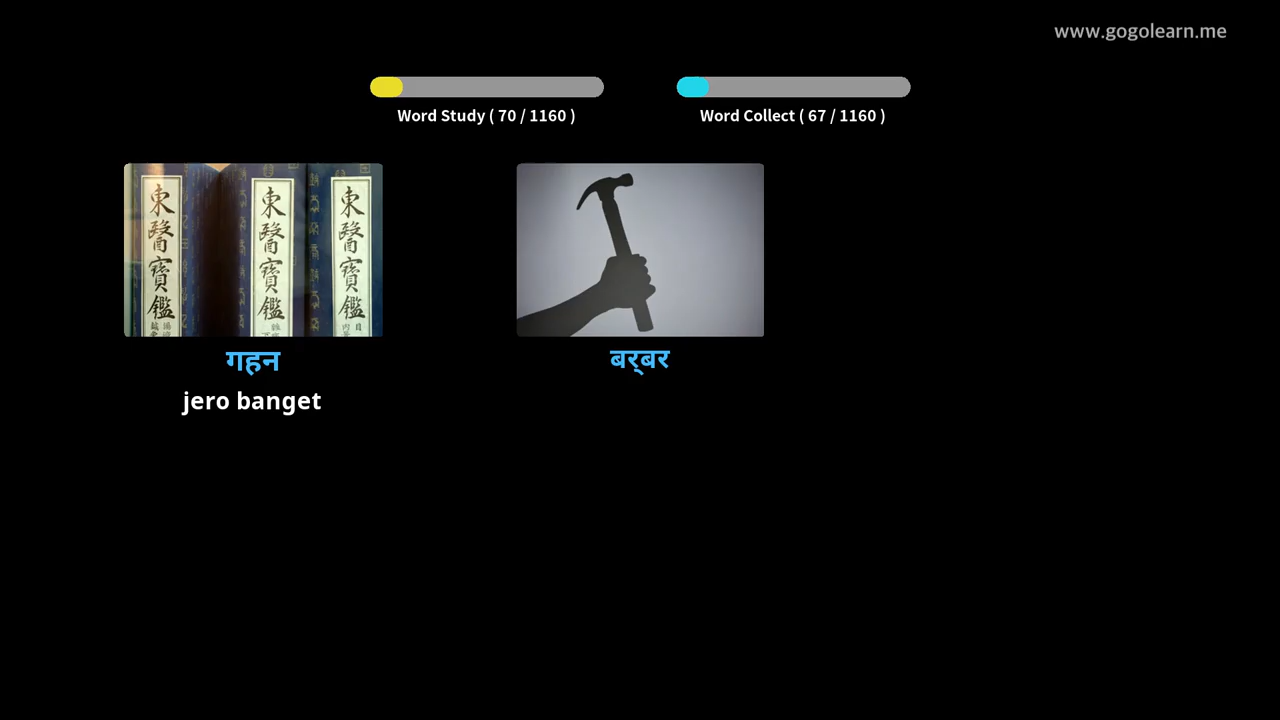 www.gogolearn.me
Word Study ( 70 / 1160 )
Word Collect ( 67 / 1160 )
東醫寶鑑
東醫寶鑑
東醫寶鑑
गहन
jero banget
बर्‌बर